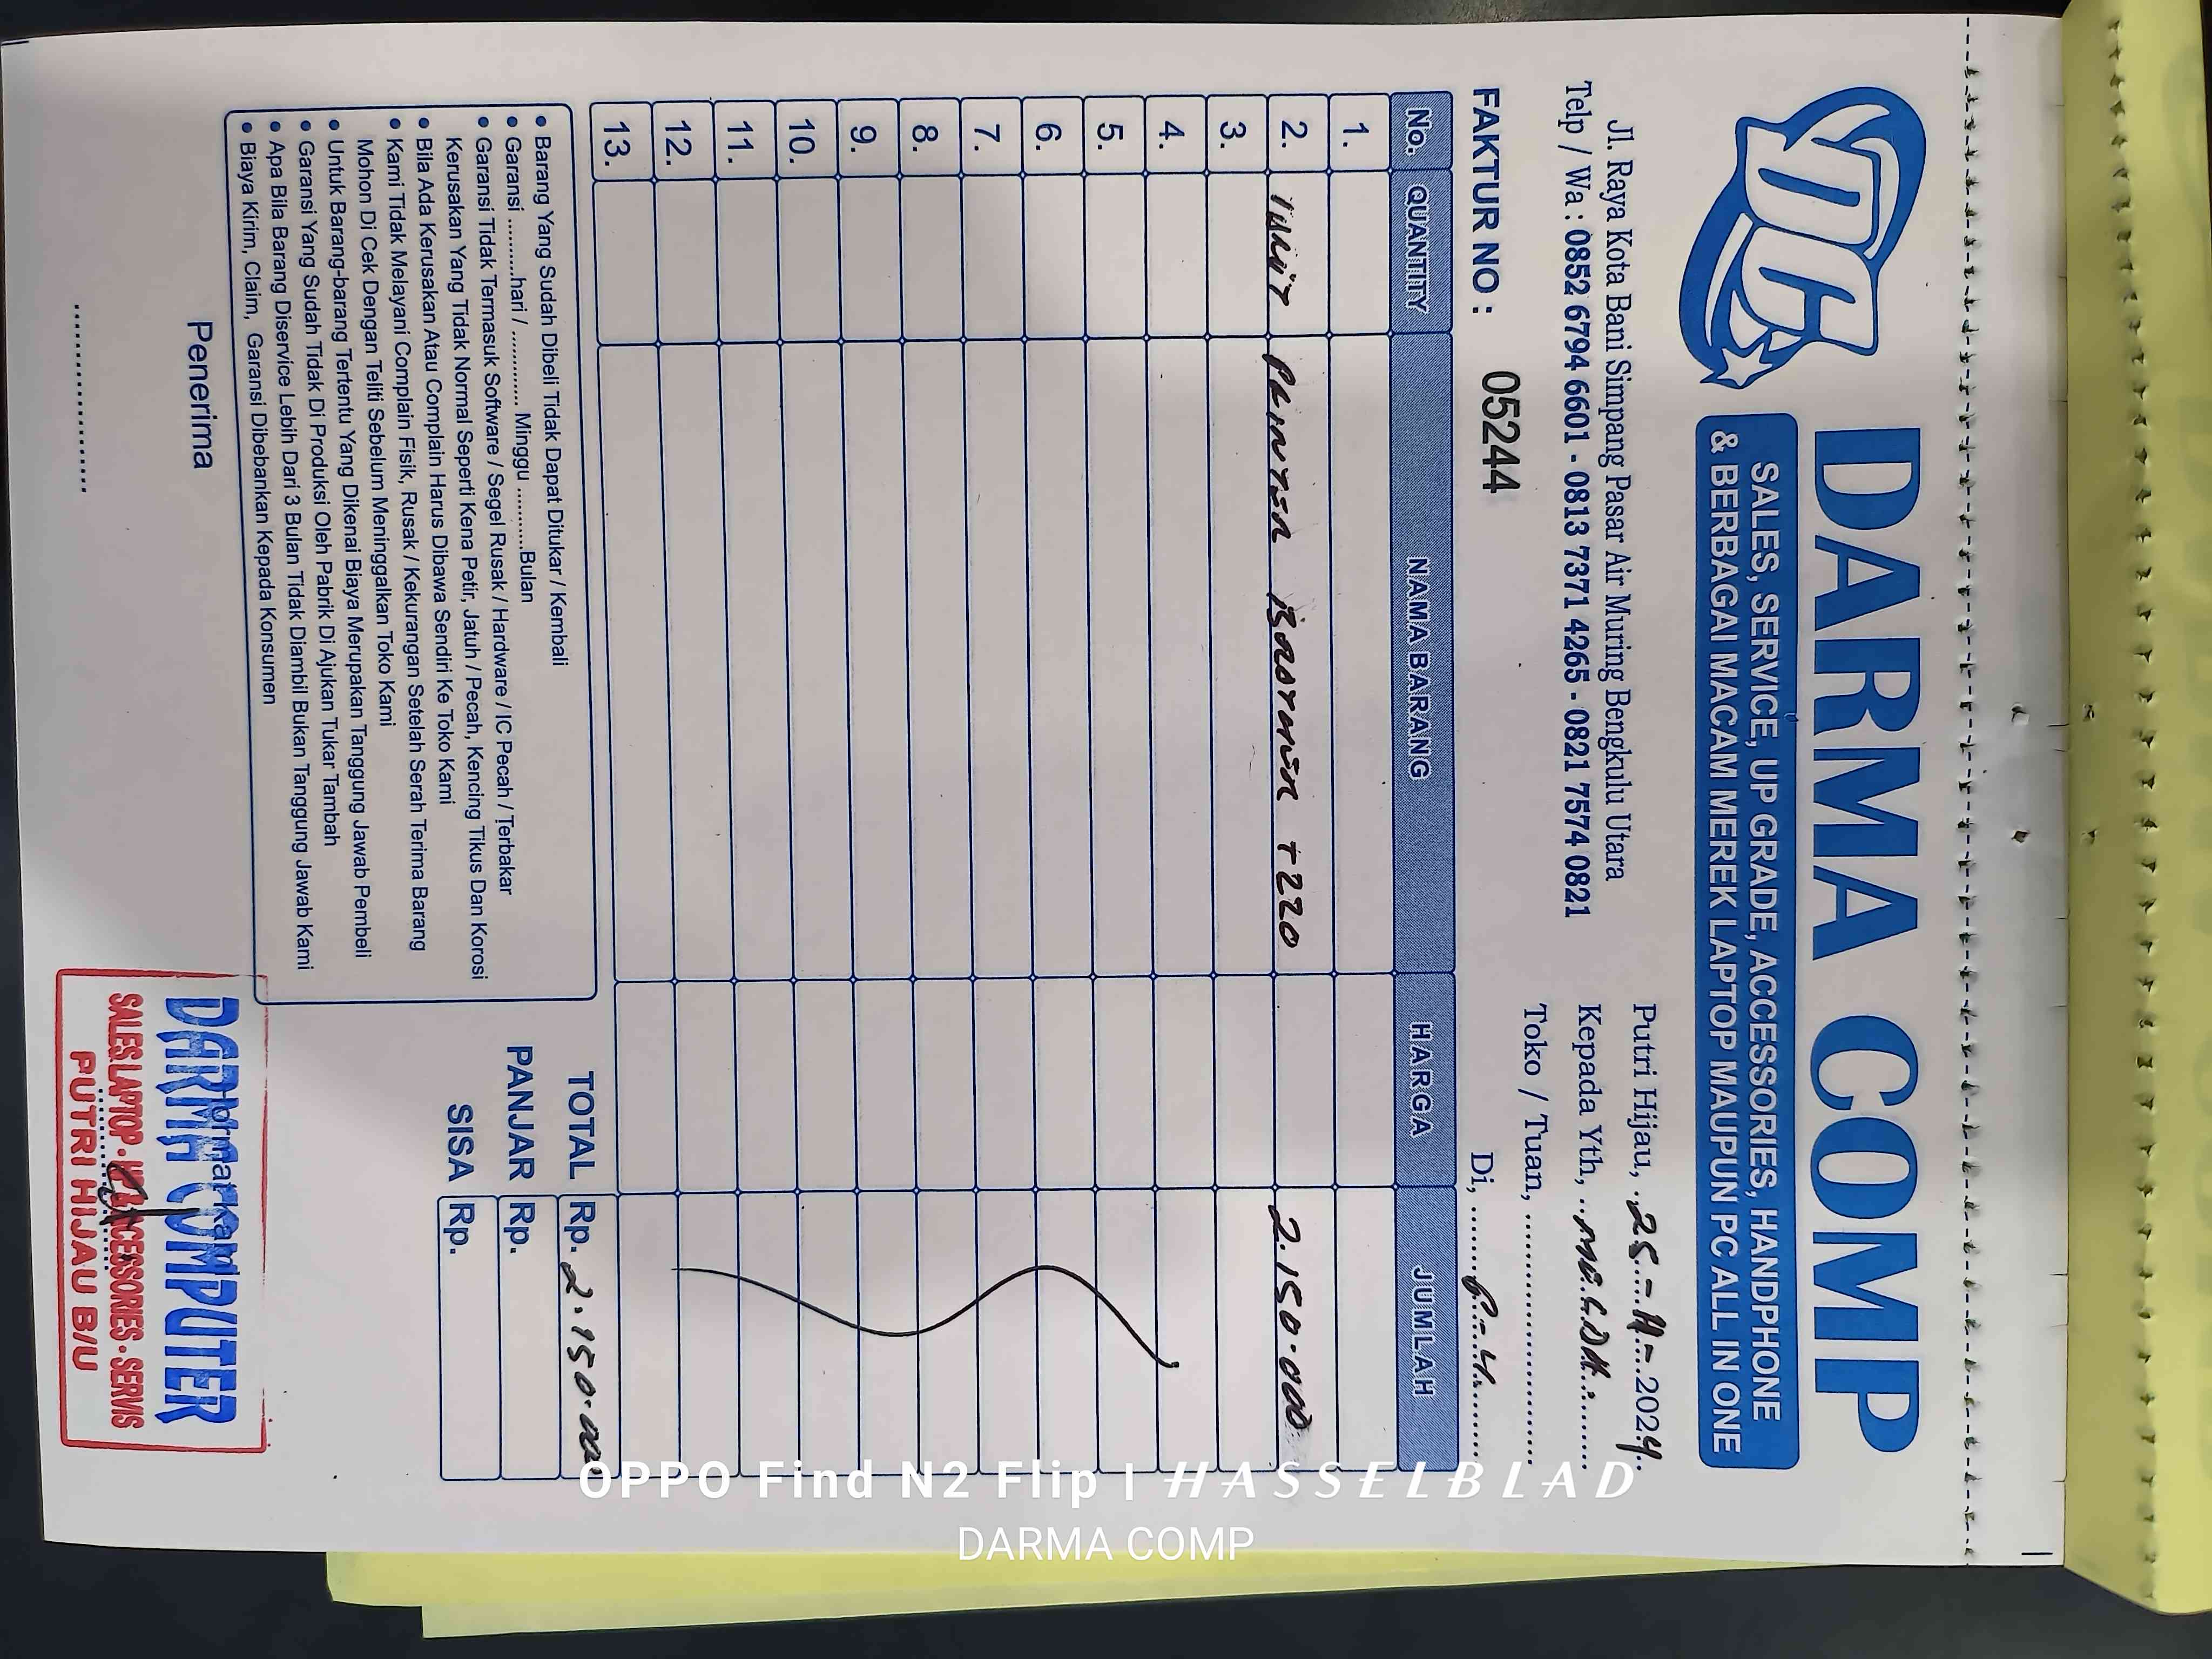 DC
DARMA COMP
SALES, SERVICE, UP GRADE, ACCESSORIES, HANDPHONE
& BERBAGAI MACAM MEREK LAPTOP MAUPUN PC ALL IN ONE
Jl. Raya Kota Bani Simpang Pasar Air Muring Bengkulu Utara
Telp / Wa : 0852 6794 6601 - 0813 7371 4265 - 0821 7574 0821
Putri Hijau, 25 - 11 - 2024
Kepada Yth,
Toko / Tuan,
FAKTUR NO : 05244
Di,
No. QUANTITY NAMA BARANG HARGA JUMLAH
1.
2. 1 UNIT PRINTER BROTHER T220 2.150.000
3.
4.
5.
6.
7.
8.
9.
10.
11.
12.
13.
TOTAL Rp. 2.150.000
PANJAR Rp.
SISA Rp.
• Barang Yang Sudah Dibeli Tidak Dapat Ditukar / Kembali
• Garansi ..........hari / ............. Minggu ...........Bulan
• Garansi Tidak Termasuk Software / Segel Rusak / Hardware / IC Pecah / Terbakar
Kerusakan Yang Tidak Normal Seperti Kena Petir, Jatuh / Pecah, Kencing Tikus Dan Korosi
• Bila Ada Kerusakan Atau Complain Harus Dibawa Sendiri Ke Toko Kami
• Kami Tidak Melayani Complain Fisik, Rusak / Kekurangan Setelah Serah Terima Barang
Mohon Di Cek Dengan Teliti Sebelum Meninggalkan Toko Kami
• Untuk Barang-barang Tertentu Yang Dikenai Biaya Merupakan Tanggung Jawab Pembeli
• Garansi Yang Sudah Tidak Di Produksi Oleh Pabrik Di Ajukan Tukar Tambah
• Apa Bila Barang Diservice Lebih Dari 3 Bulan Tidak Diambil Bukan Tanggung Jawab Kami
• Biaya Kirim, Claim, Garansi Dibebankan Kepada Konsumen
Penerima
Hormat Kami
DARMA COMPUTER
SALES LAPTOP - ACCESSORIES - SERVIS
PUTRI HIJAU B/U
OPPO Find N2 Flip | HASSELBLAD
DARMA COMP